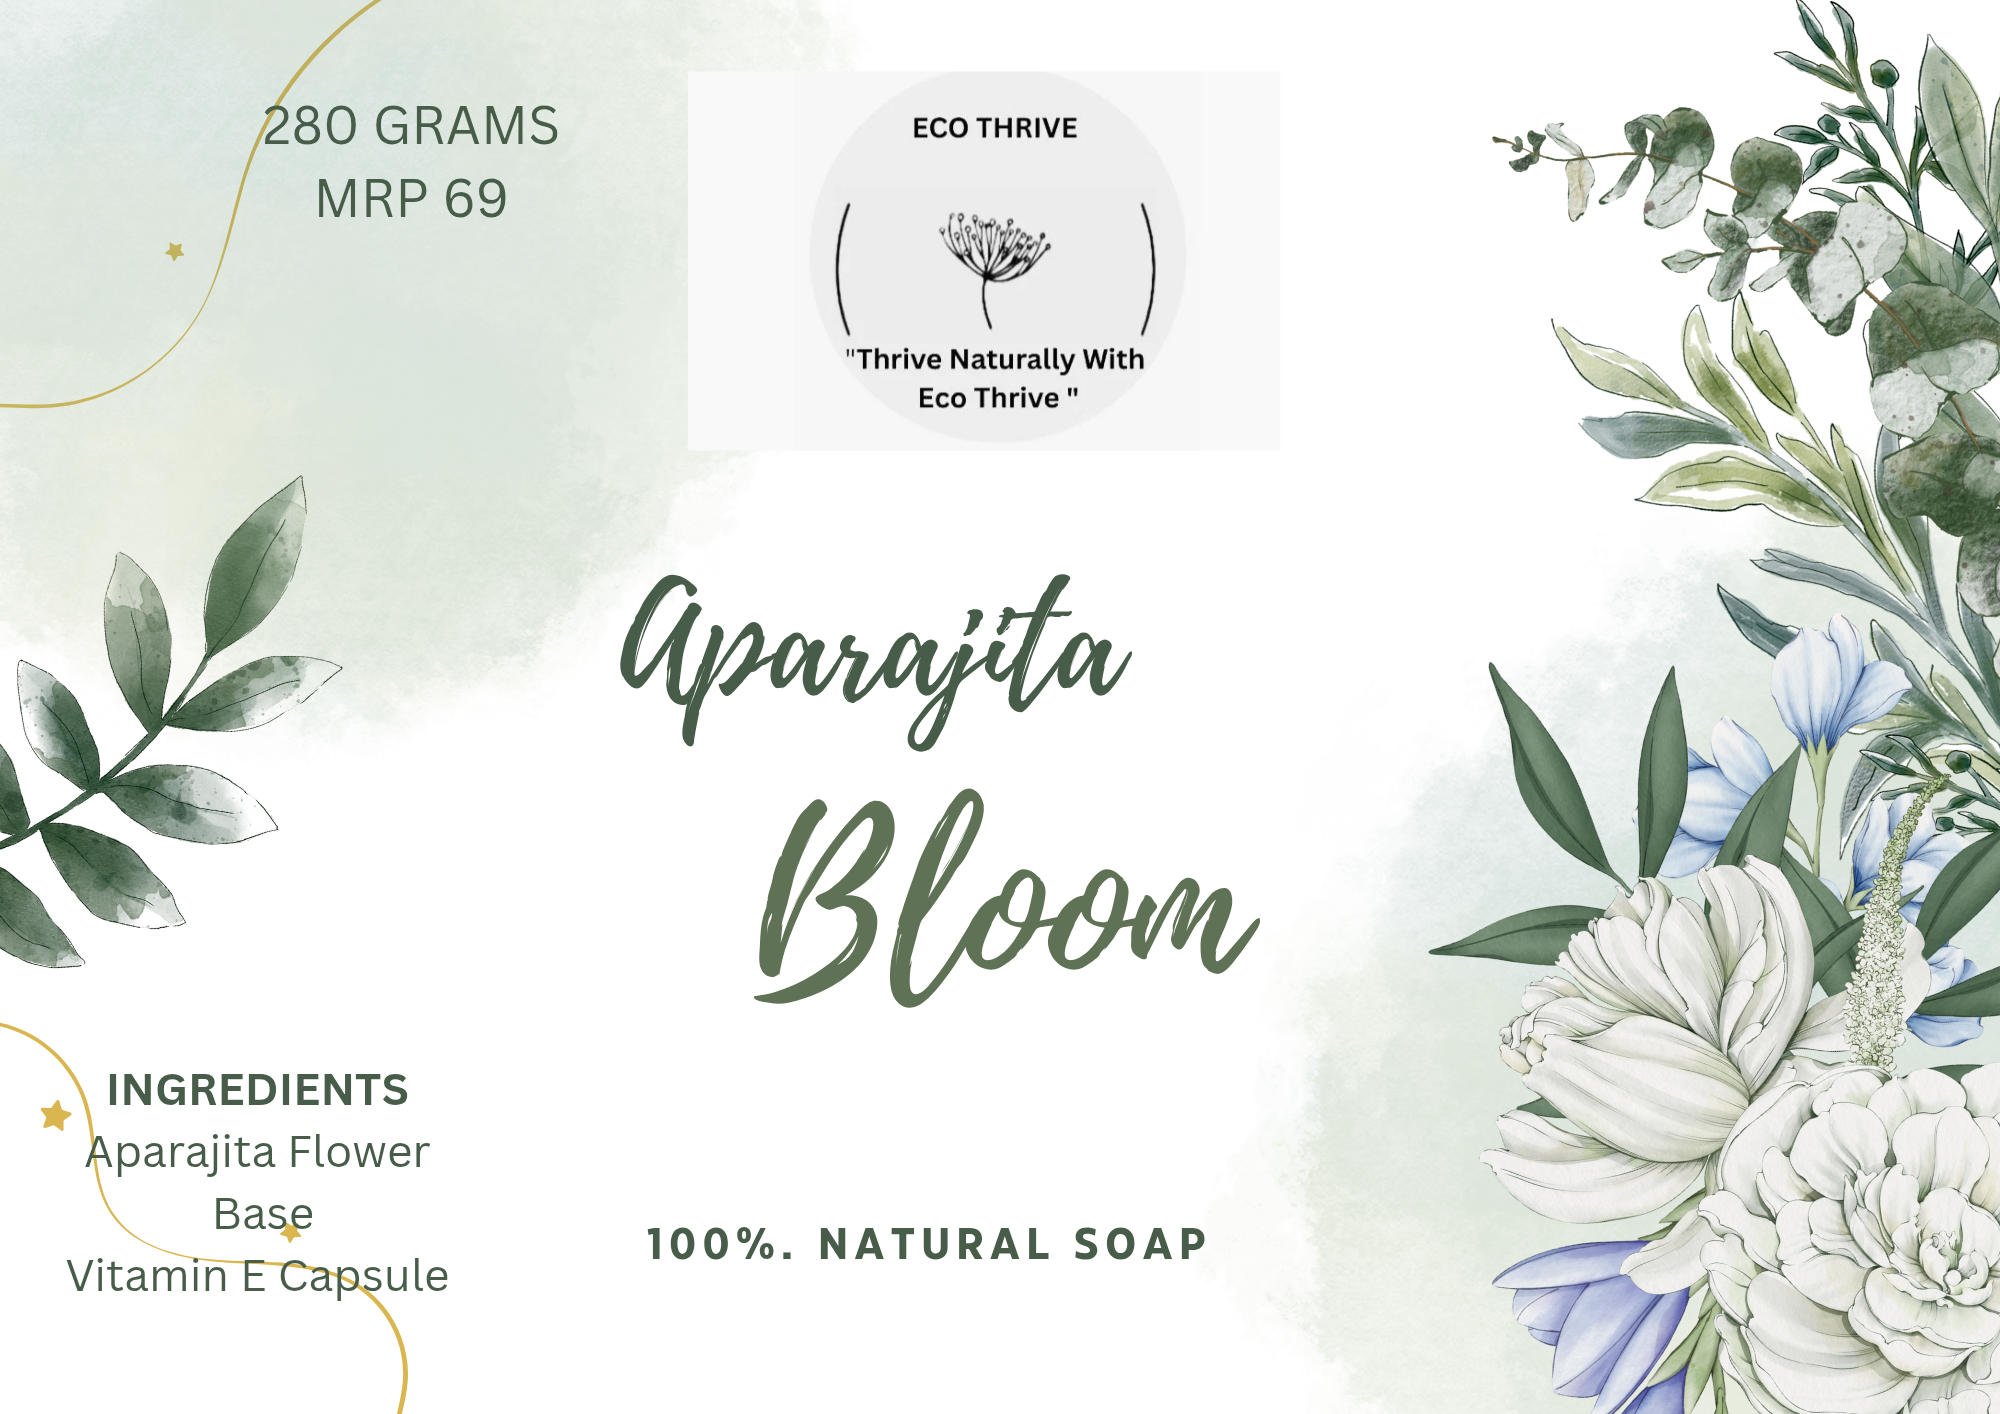 280 GRAMS
MRP 69
ECO THRIVE
"Thrive Naturally With
Eco Thrive "
Aparajita
Bloom
INGREDIENTS
Aparajita Flower
Base
Vitamin E Capsule
100%. NATURAL SOAP